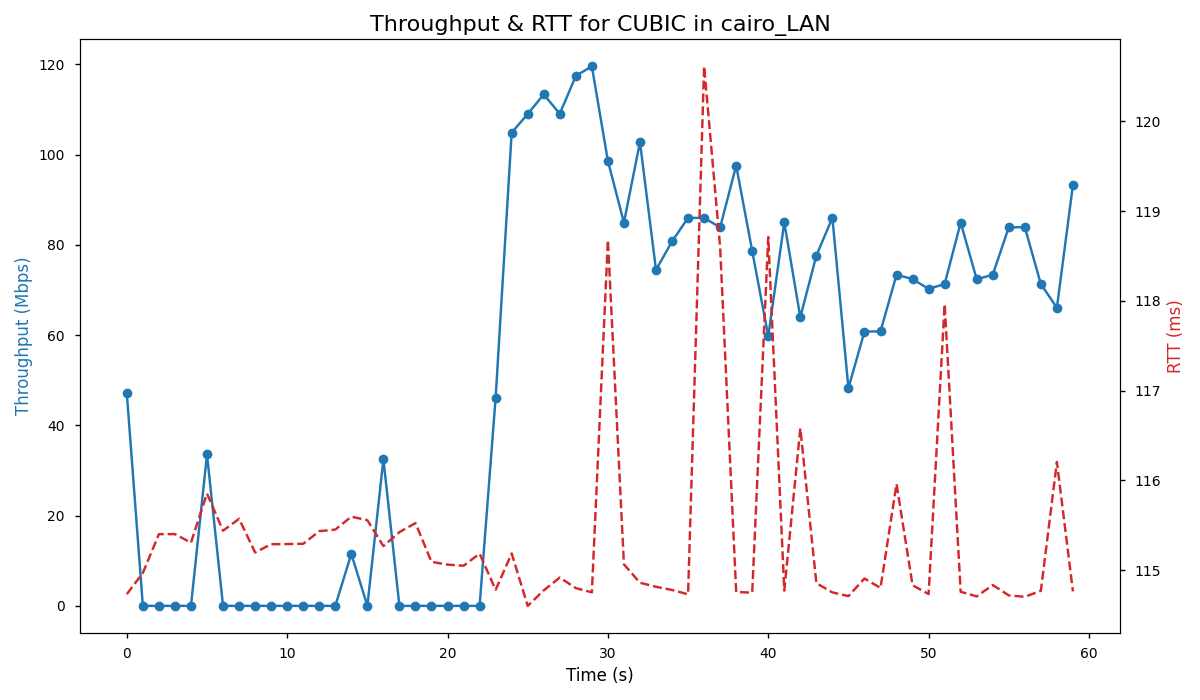 Throughput & RTT for CUBIC in cairo_LAN
Throughput (Mbps)
120
100
80
60
40
20
0
120
119
118
117
116
115
RTT (ms)
0 10 20 30 40 50 60
Time (s)